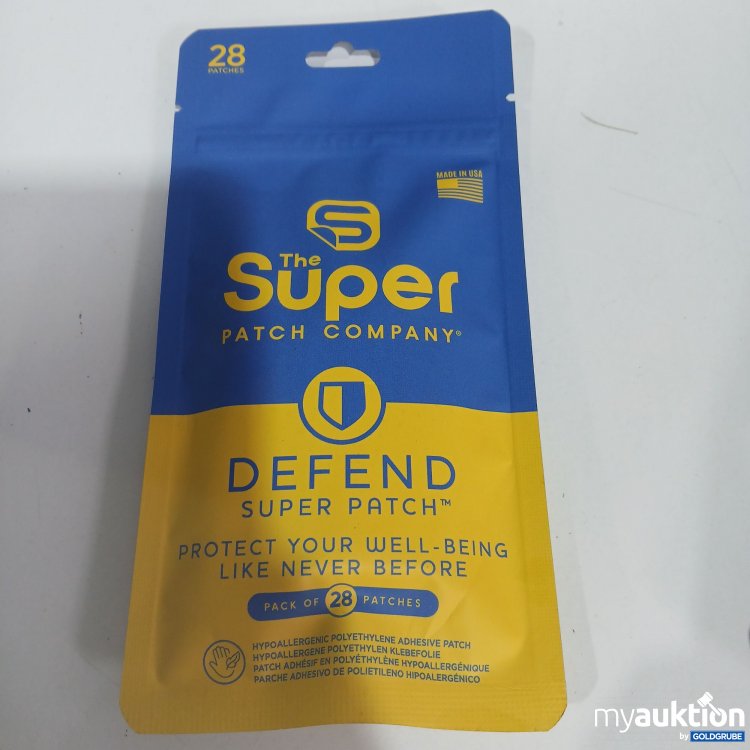 28
PATCHES
MADE IN USA
The
Super
PATCH COMPANY®
DEFEND
SUPER PATCH™
PROTECT YOUR WELL-BEING
LIKE NEVER BEFORE
PACK OF 28 PATCHES
HYPOALLERGENIC POLYETHYLENE ADHESIVE PATCH
HYPOALLERGENE POLYETHYLEN KLEBEFOLIE
PATCH ADHÉSIF EN POLYÉTHYLÈNE HYPOALLERGÉNIQUE
PARCHE ADHESIVO DE POLIETILENO HIPOALERGÉNICO
myauktion
by GOLDGRUBE